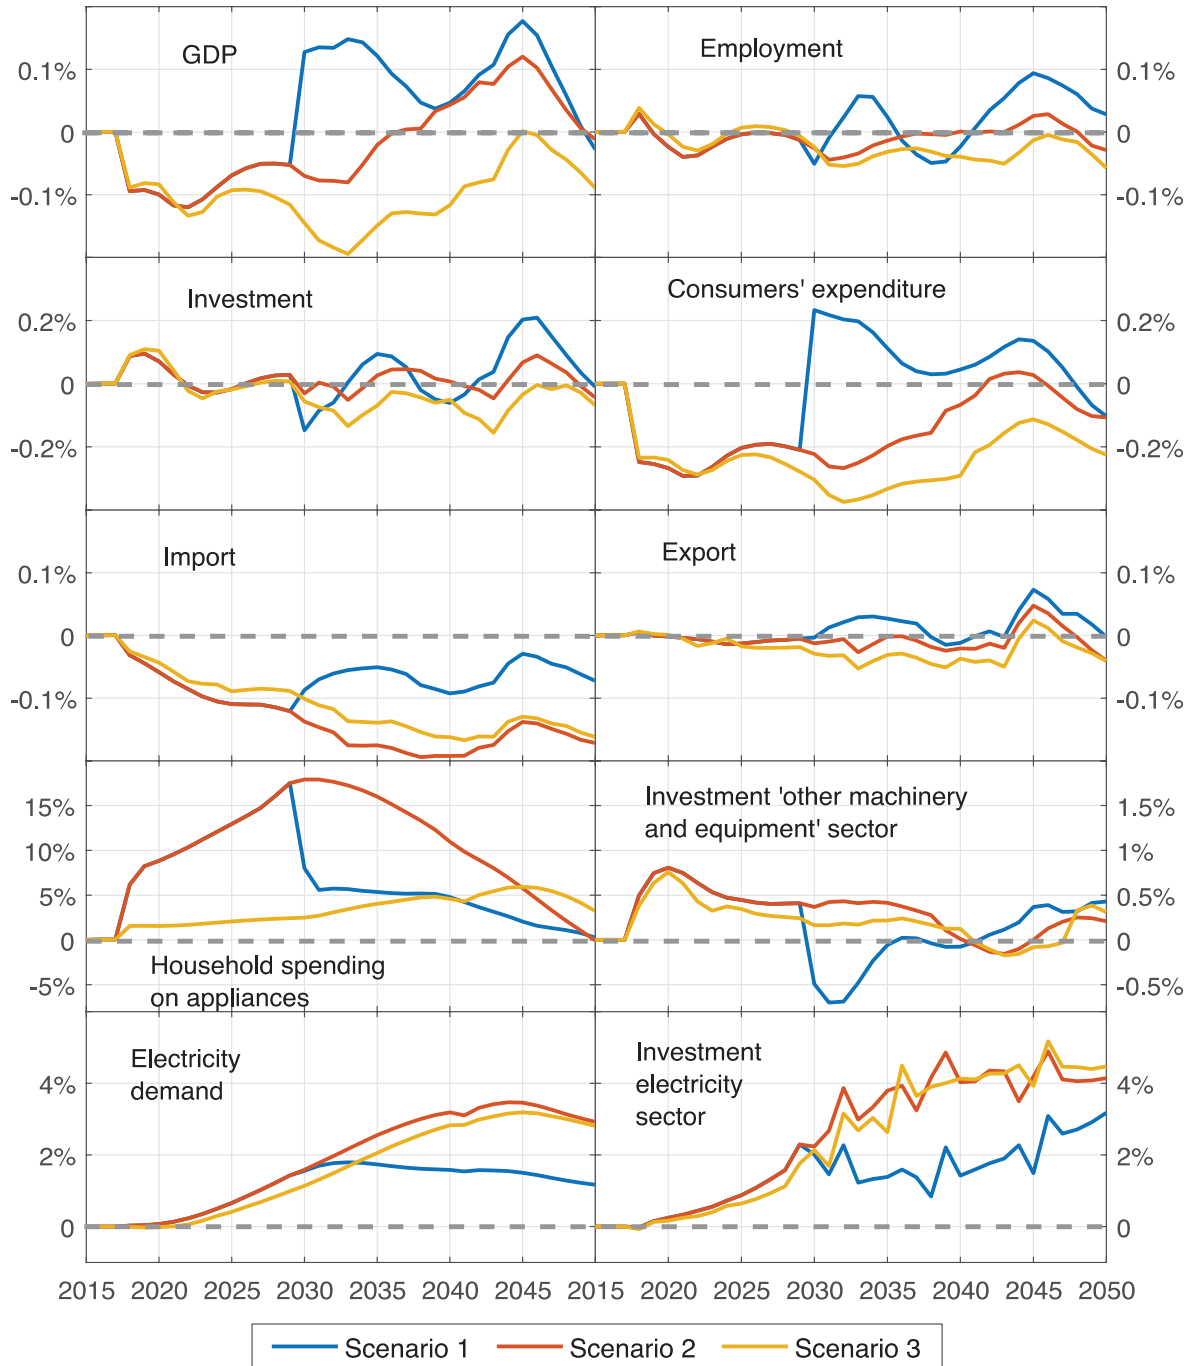 GDP
Employment
0.1%
0
-0.1%
0.1%
0
-0.1%
Investment
Consumers' expenditure
0.2%
0
-0.2%
0.2%
0
-0.2%
Import
Export
0.1%
0
-0.1%
0.1%
0
-0.1%
15%
10%
5%
0
-5%
Household spending
on appliances
Investment 'other machinery
and equipment' sector
1.5%
1%
0.5%
0
-0.5%
Electricity
demand
4%
2%
0
Investment
electricity
sector
4%
2%
0
2015 2020 2025 2030 2035 2040 2045 2015 2020 2025 2030 2035 2040 2045 2050
Scenario 1 Scenario 2 Scenario 3